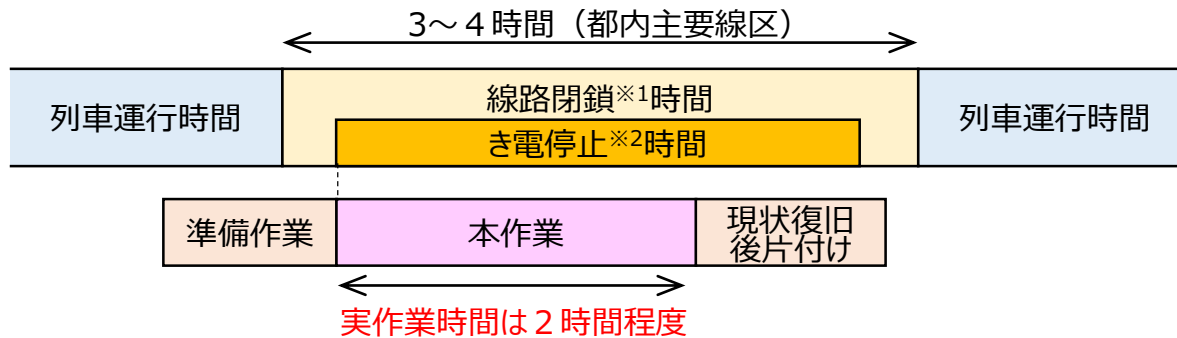 3～４時間（都内主要線区）
列車運行時間
線路閉鎖※1時間
き電停止※2時間
列車運行時間
準備作業
本作業
現状復旧
後片付け
実作業時間は２時間程度